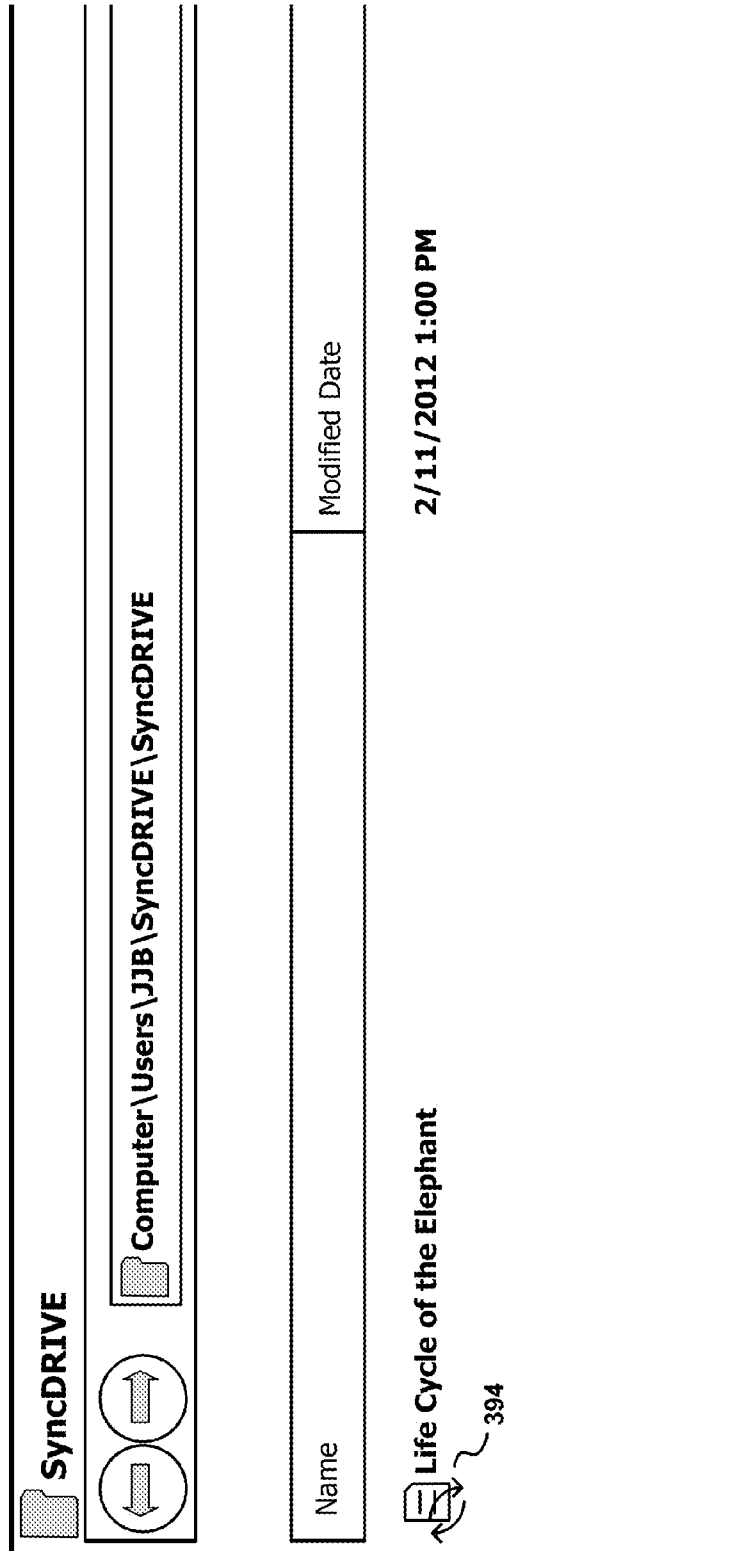 SyncDRIVE
Computer\Users\JJB\SyncDRIVE\SyncDRIVE
Name Modified Date
Life Cycle of the Elephant 2/11/2012 1:00 PM
394